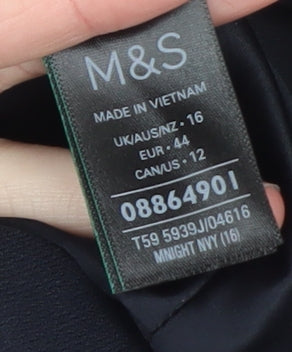 M&S
MADE IN VIETNAM
UK/AUS/NZ • 16
EUR • 44
CAN/US • 12
08864901
T59 5939J/04616
MNIGHT NVY (16)